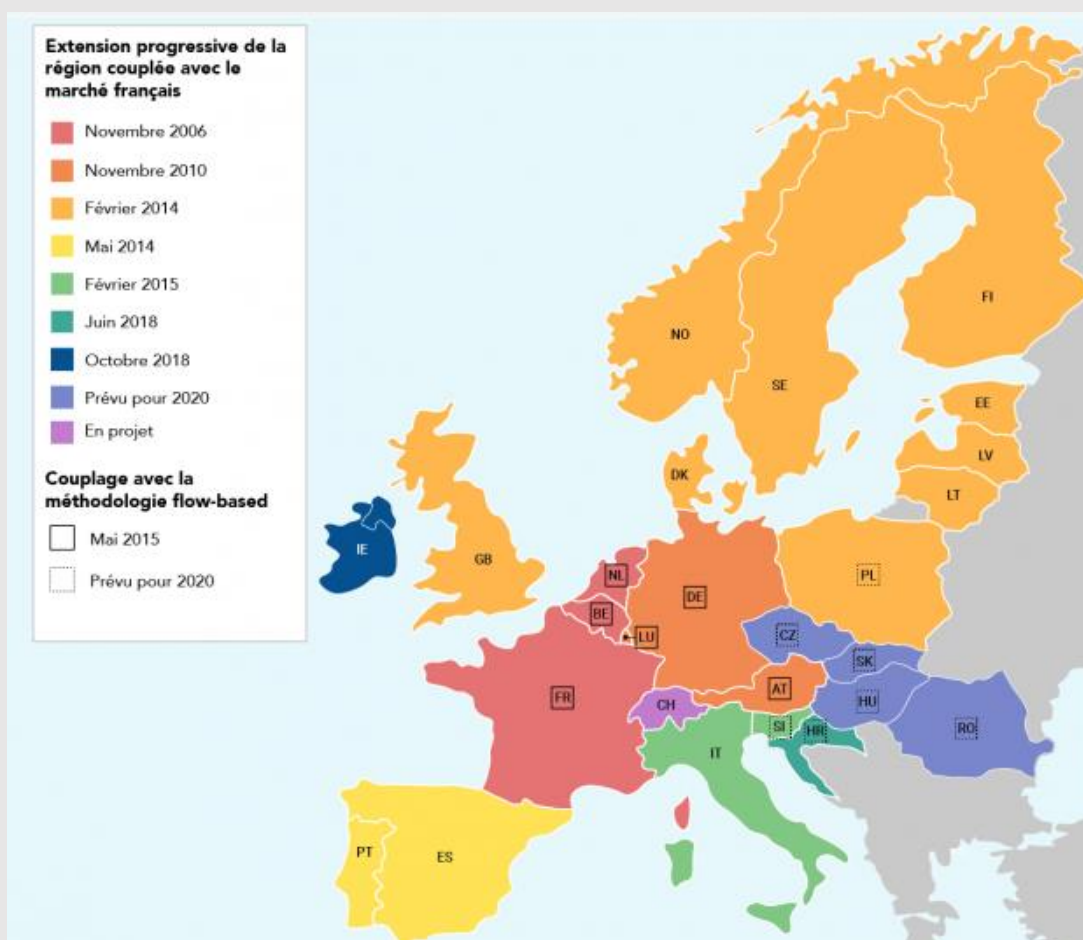 Extension progressive de la
région couplée avec le
marché français
Novembre 2006
Novembre 2010
Février 2014
Mai 2014
Février 2015
Juin 2018
Octobre 2018
Prévu pour 2020
En projet
Couplage avec la
méthodologie flow-based
Mai 2015
Prévu pour 2020
FI
NO
SE
EE
LV
DK
LT
IE
GB
NL
PL
DE
BE
LU
CZ
SK
AT
FR
CH
HU
SI
HR
RO
IT
PT
ES